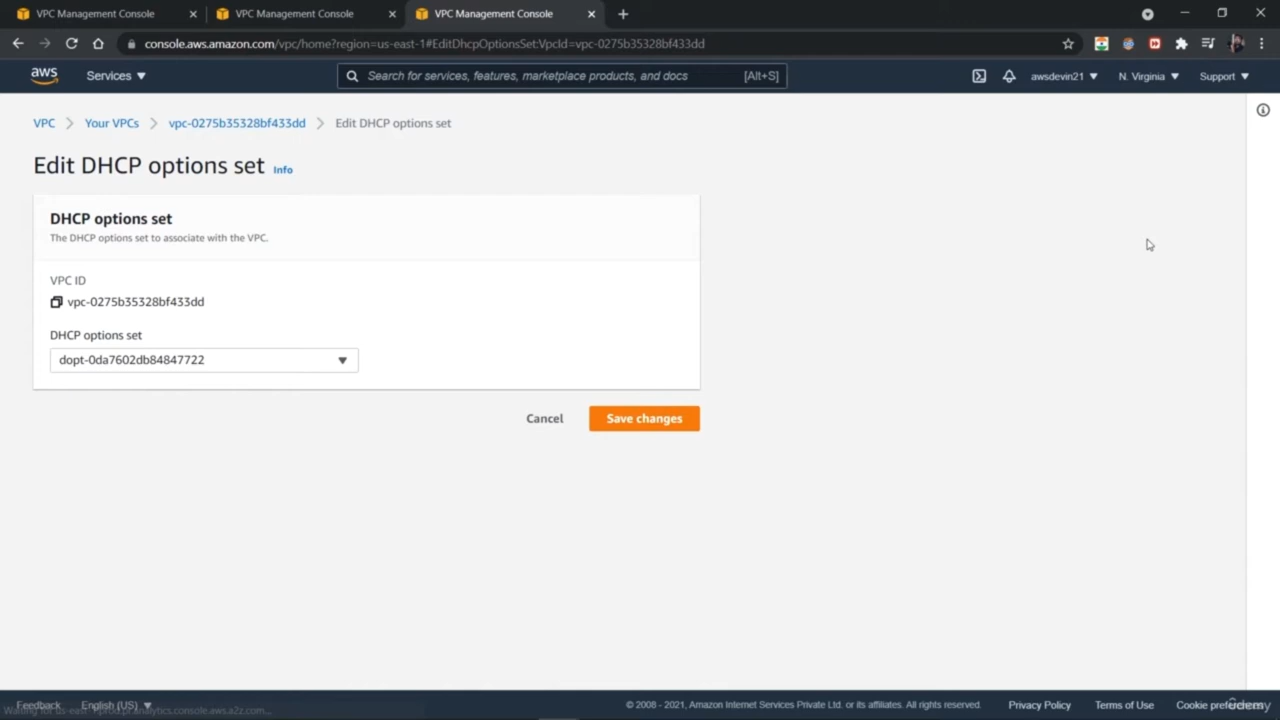 VPC Management Console
VPC Management Console
VPC Management Console
console.aws.amazon.com/vpc/home?region=us-east-1#EditDhcpOptionsSet:VpcId=vpc-0275b35328bf433dd
aws
Services
Search for services, features, marketplace products, and docs
[Alt+S]
awsdevin21
N. Virginia
Support
VPC
Your VPCs
vpc-0275b35328bf433dd
Edit DHCP options set
Edit DHCP options set Info
DHCP options set
The DHCP options set to associate with the VPC.
VPC ID
vpc-0275b35328bf433dd
DHCP options set
dopt-0da7602db84847722
Cancel
Save changes
Feedback
English (US)
© 2008 - 2021, Amazon Internet Services Private Ltd. or its affiliates. All rights reserved.
Privacy Policy
Terms of Use
Cookie preferences